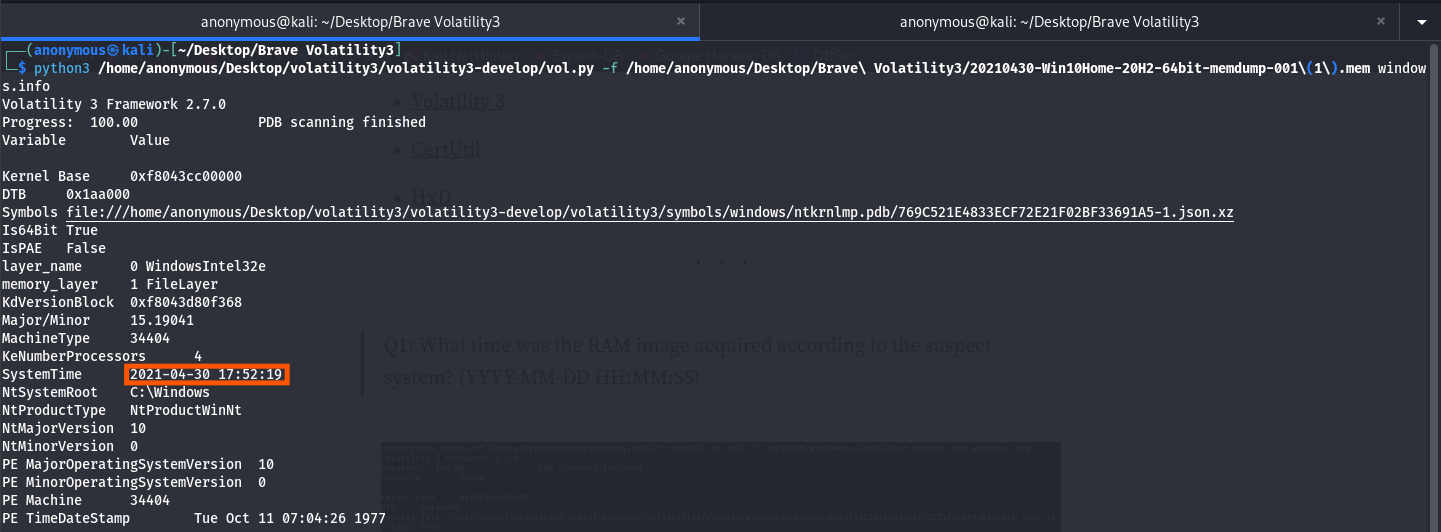 anonymous@kali: ~/Desktop/Brave Volatility3 × anonymous@kali: ~/Desktop/Brave Volatility3 ×
┌──(anonymous㉿kali)-[~/Desktop/Brave Volatility3]
└─$ python3 /home/anonymous/Desktop/volatility3/volatility3-develop/vol.py -f /home/anonymous/Desktop/Brave\ Volatility3/20210430-Win10Home-20H2-64bit-memdump-001\(1\).mem window
s.info
Volatility 3 Framework 2.7.0
Progress: 100.00 PDB scanning finished
Variable Value
Kernel Base 0xf8043cc00000
DTB 0x1aa000
Symbols file:///home/anonymous/Desktop/volatility3/volatility3-develop/volatility3/symbols/windows/ntkrnlmp.pdb/769C521E4833ECF72E21F02BF33691A5-1.json.xz
Is64Bit True
IsPAE False
layer_name 0 WindowsIntel32e
memory_layer 1 FileLayer
KdVersionBlock 0xf8043d80f368
Major/Minor 15.19041
MachineType 34404
KeNumberProcessors 4
SystemTime 2021-04-30 17:52:19
NtSystemRoot C:\Windows
NtProductType NtProductWinNt
NtMajorVersion 10
NtMinorVersion 0
PE MajorOperatingSystemVersion 10
PE MinorOperatingSystemVersion 0
PE Machine 34404
PE TimeDateStamp Tue Oct 11 07:04:26 1977
Volatility 3
CertUtil
HxD
Q1: What time was the RAM image acquired according to the suspect
system? (YYYY-MM-DD HH:MM:SS)